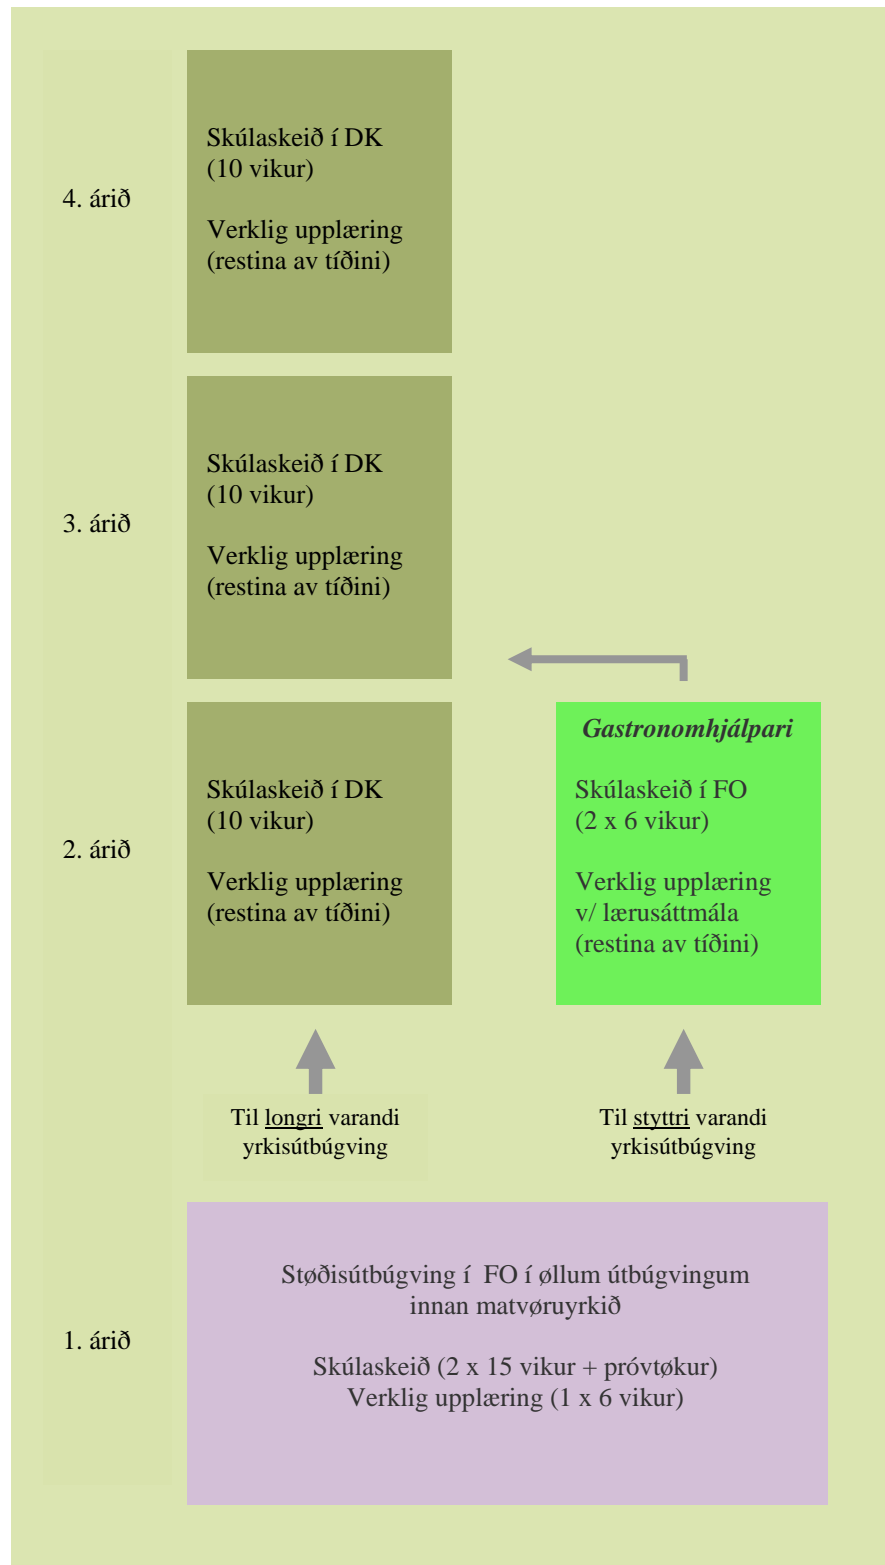 4. árið
Skúlaskeið í DK
(10 vikur)
Verklig upplæring
(restina av tíðini)
3. árið
Skúlaskeið í DK
(10 vikur)
Verklig upplæring
(restina av tíðini)
2. árið
Skúlaskeið í DK
(10 vikur)
Verklig upplæring
(restina av tíðini)
Gastronomhjálpari
Skúlaskeið í FO
(2 x 6 vikur)
Verklig upplæring
v/ lærusáttmála
(restina av tíðini)
Til longri varandi
yrkisútbúgving
Til styttri varandi
yrkisútbúgving
1. árið
Støðisútbúgving í  FO í øllum útbúgvingum
innan matvøruyrkið
Skúlaskeið (2 x 15 vikur + próvtøkur)
Verklig upplæring (1 x 6 vikur)